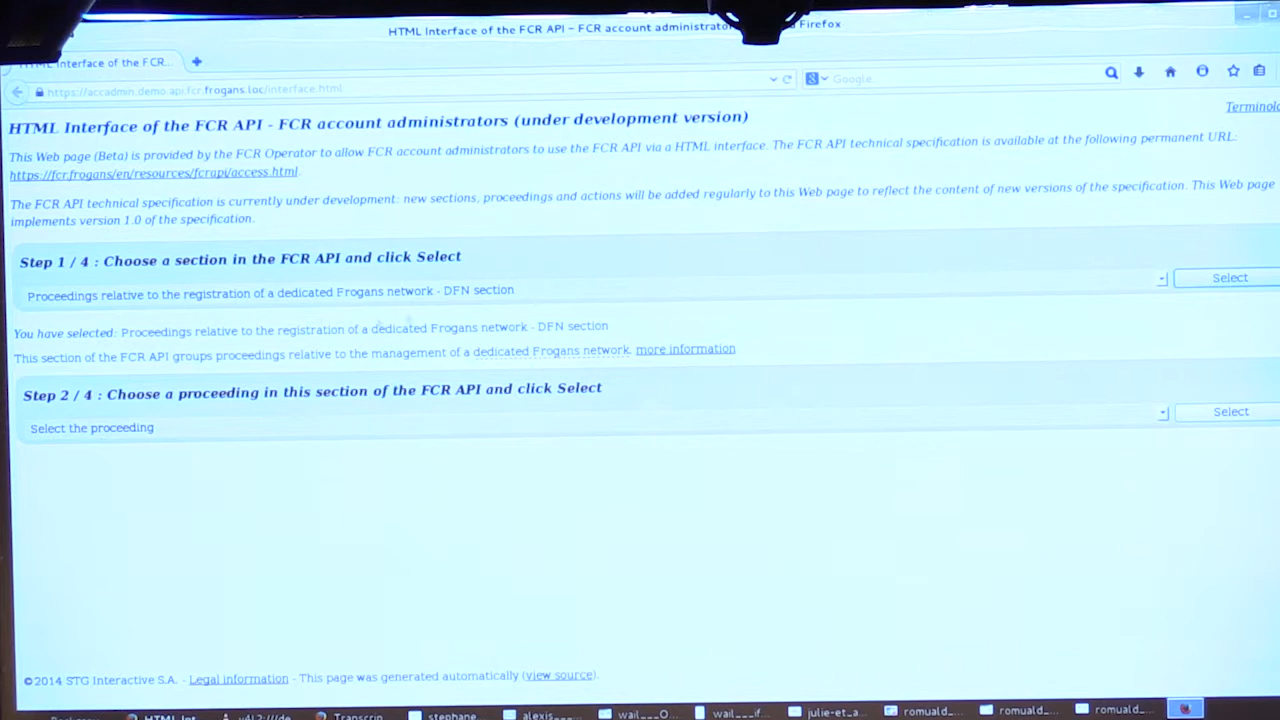 HTML Interface of the FCR API - FCR account administrator Firefox
Interface of the FCR...
https://accadmin.demo.api.fcr.frogans.loc/interface.html
Google
Terminolo
HTML Interface of the FCR API - FCR account administrators (under development version)
This Web page (Beta) is provided by the FCR Operator to allow FCR account administrators to use the FCR API via a HTML interface. The FCR API technical specification is available at the following permanent URL:
https://fcr.frogans/en/resources/fcrapi/access.html.
The FCR API technical specification is currently under development: new sections, proceedings and actions will be added regularly to this Web page to reflect the content of new versions of the specification. This Web page
implements version 1.0 of the specification.
Step 1 / 4 : Choose a section in the FCR API and click Select
Proceedings relative to the registration of a dedicated Frogans network - DFN section
Select
You have selected: Proceedings relative to the registration of a dedicated Frogans network - DFN section
This section of the FCR API groups proceedings relative to the management of a dedicated Frogans network. more information
Step 2 / 4 : Choose a proceeding in this section of the FCR API and click Select
Select the proceeding
Select
©2014 STG Interactive S.A. - Legal information - This page was generated automatically (view source).
HTML Int... Transcrip... stephane... alexis___... wail___O... wail___if... julie-et_a... romuald_... romuald_... romuald_...